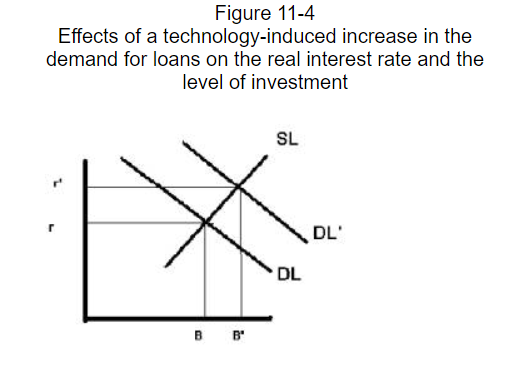 Figure 11-4
Effects of a technology-induced increase in the
demand for loans on the real interest rate and the
level of investment
SL
r'
r
DL'
DL
B B'